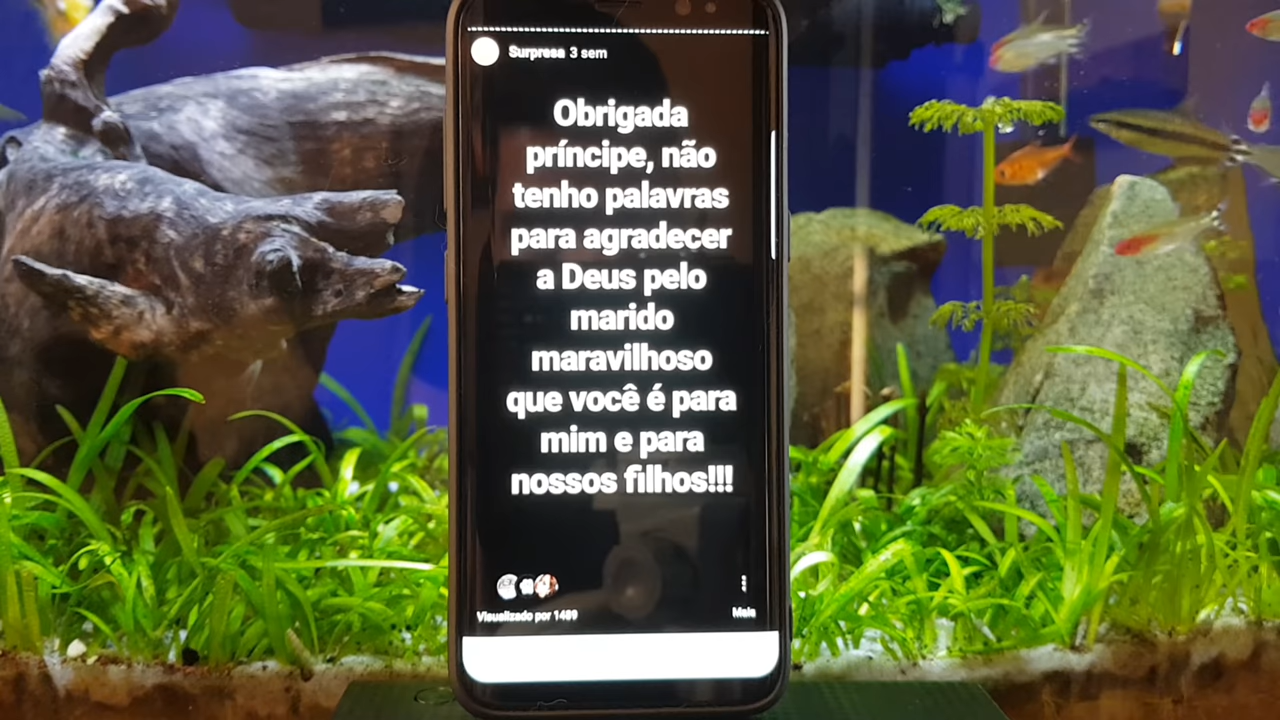 Surpresa 3 sem
Obrigada
príncipe, não
tenho palavras
para agradecer
a Deus pelo
marido
maravilhoso
que você é para
mim e para
nossos filhos!!!
Visualizado por 1489
Mais